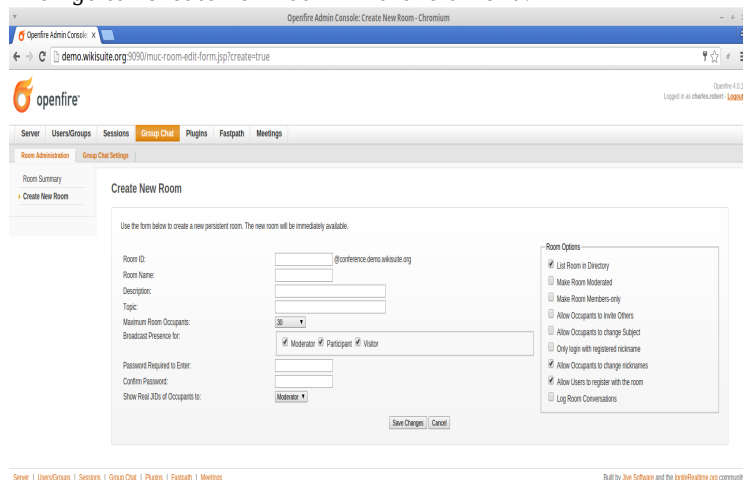 Openfire Admin Console: Create New Room - Chromium
Openfire Admin Console x
demo.wikisuite.org:9090/muc-room-edit-form.jsp?create=true
openfire
Logged in as charles.robert - Logout
Server Users/Groups Sessions Group Chat Plugins Fastpath Meetings
Room Administration Group Chat Settings
Room Summary
Create New Room
Create New Room
Use the form below to create a new persistent room. The new room will be immediately available.
Room ID: @conference.demo.wikisuite.org
Room Name:
Description:
Topic:
Maximum Room Occupants: 30
Broadcast Presence for: Moderator Participant Visitor
Password Required to Enter:
Confirm Password:
Show Real JIDs of Occupants to: Moderator
Room Options
List Room in Directory
Make Room Moderated
Make Room Members-only
Allow Occupants to invite Others
Allow Occupants to change Subject
Only login with registered nickname
Allow Occupants to change nicknames
Allow Users to register with the room
Log Room Conversations
Save Changes Cancel
Server | Users/Groups | Sessions | Group Chat | Plugins | Fastpath | Meetings
Built by Jive Software and the IgniteRealtime.org community